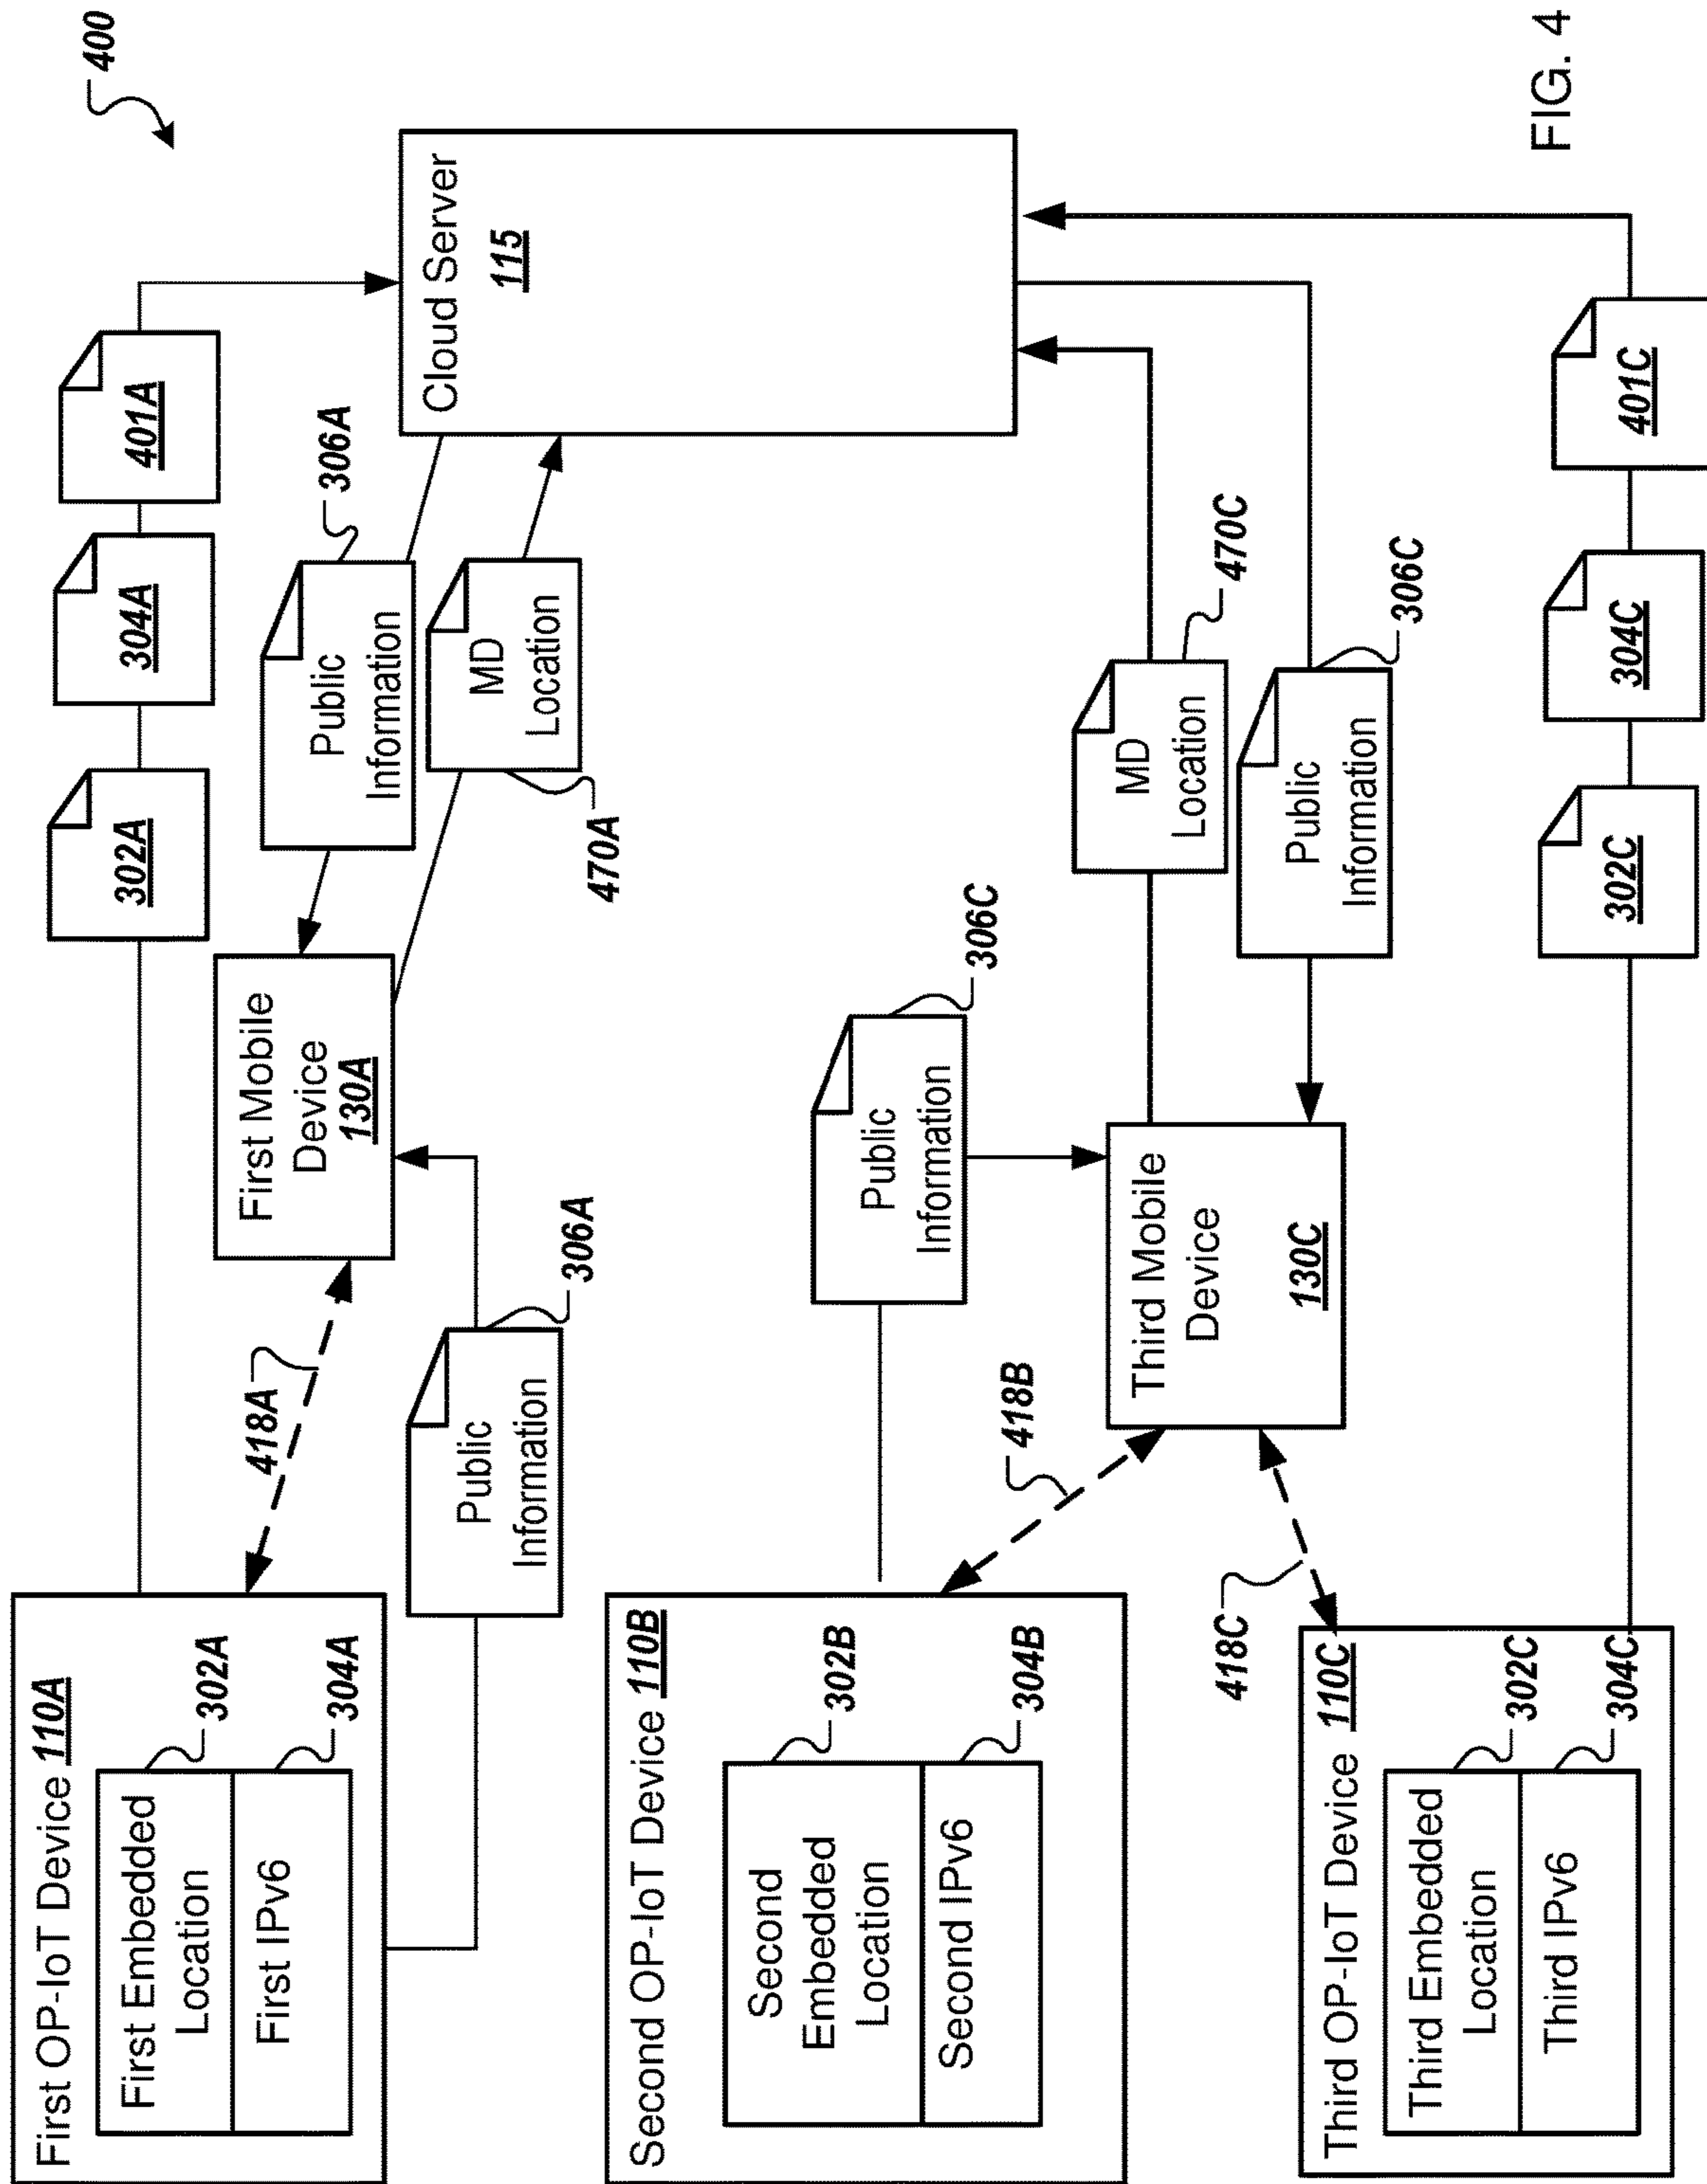 400
First OP-IoT Device 110A
First Embedded
Location
302A
First IPv6
304A
302A
304A
401A
418A
First Mobile
Device
130A
Public
Information
306A
Public
Information
306A
MD
Location
470A
Cloud Server
115
Second OP-IoT Device 110B
Second
Embedded
Location
302B
Second IPv6
304B
Public
Information
306C
418B
Third Mobile
Device
130C
MD
Location
470C
Public
Information
306C
418C
Third OP-IoT Device 110C
Third Embedded
Location
302C
Third IPv6
304C
302C
304C
401C
FIG. 4